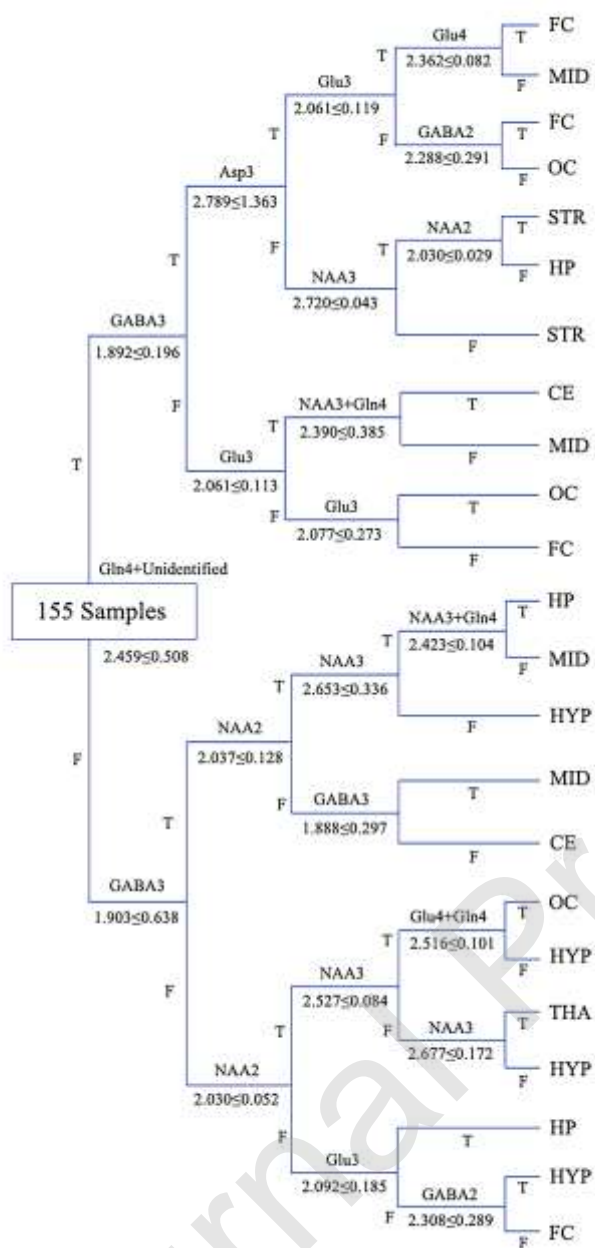 Glu4
T
FC
T
2.362≤0.082
F
MID
Glu3
2.061≤0.119
T
F
GABA2
T
FC
2.288≤0.291
F
OC
Asp3
2.789≤1.363
T
F
NAA2
T
STR
T
2.030≤0.029
F
HP
NAA3
2.720≤0.043
F
STR
GABA3
1.892≤0.196
T
F
NAA3+Gln4
T
CE
T
2.390≤0.385
F
MID
Glu3
2.061≤0.113
F
Glu3
T
OC
2.077≤0.273
F
FC
T
Gln4+Unidentified
155 Samples
2.459≤0.508
F
NAA3+Gln4
T
HP
T
2.423≤0.104
F
MID
NAA3
T
2.653≤0.336
F
HYP
NAA2
2.037≤0.128
T
F
GABA3
T
MID
1.888≤0.297
F
CE
GABA3
1.903≤0.638
F
Glu4+Gln4
T
OC
T
2.516≤0.101
F
HYP
NAA3
2.527≤0.084
T
F
NAA3
T
THA
2.677≤0.172
F
HYP
NAA2
2.030≤0.052
F
Glu3
T
HP
2.092≤0.185
F
GABA2
T
HYP
2.308≤0.289
F
FC
rnal Pr